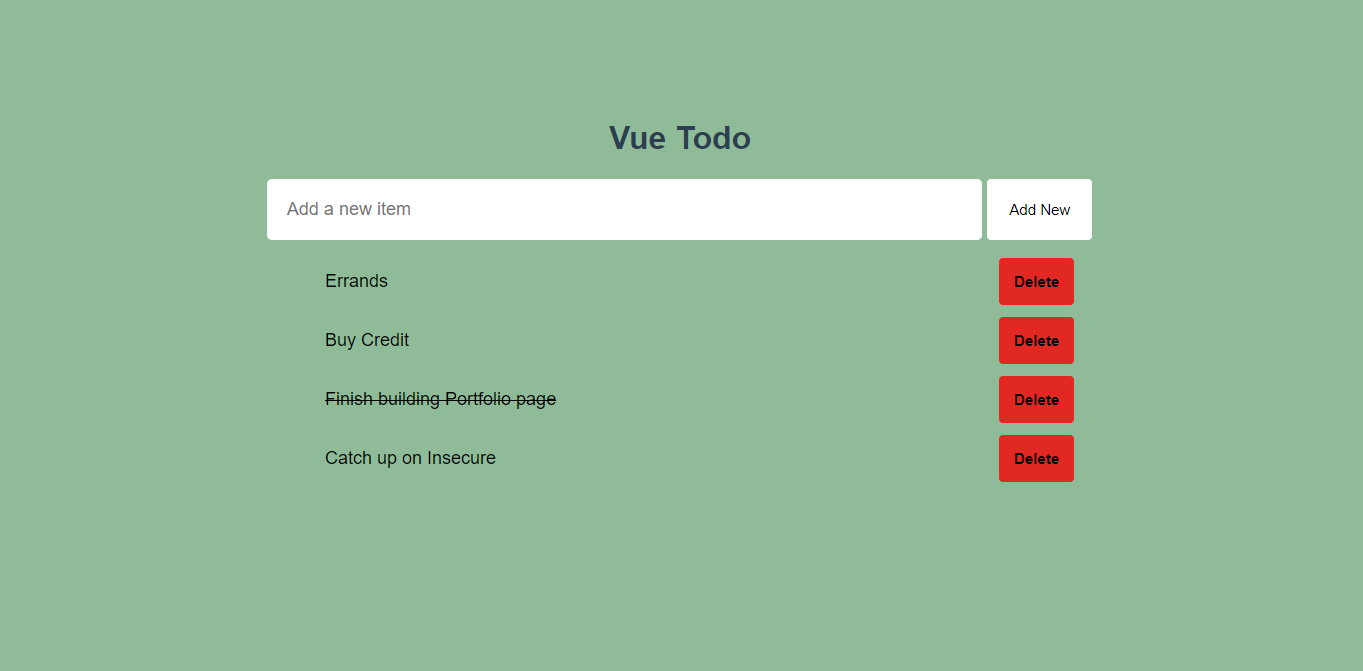 Vue Todo
Add a new item
Add New
Errands
Delete
Buy Credit
Delete
Finish building Portfolio page
Delete
Catch up on Insecure
Delete